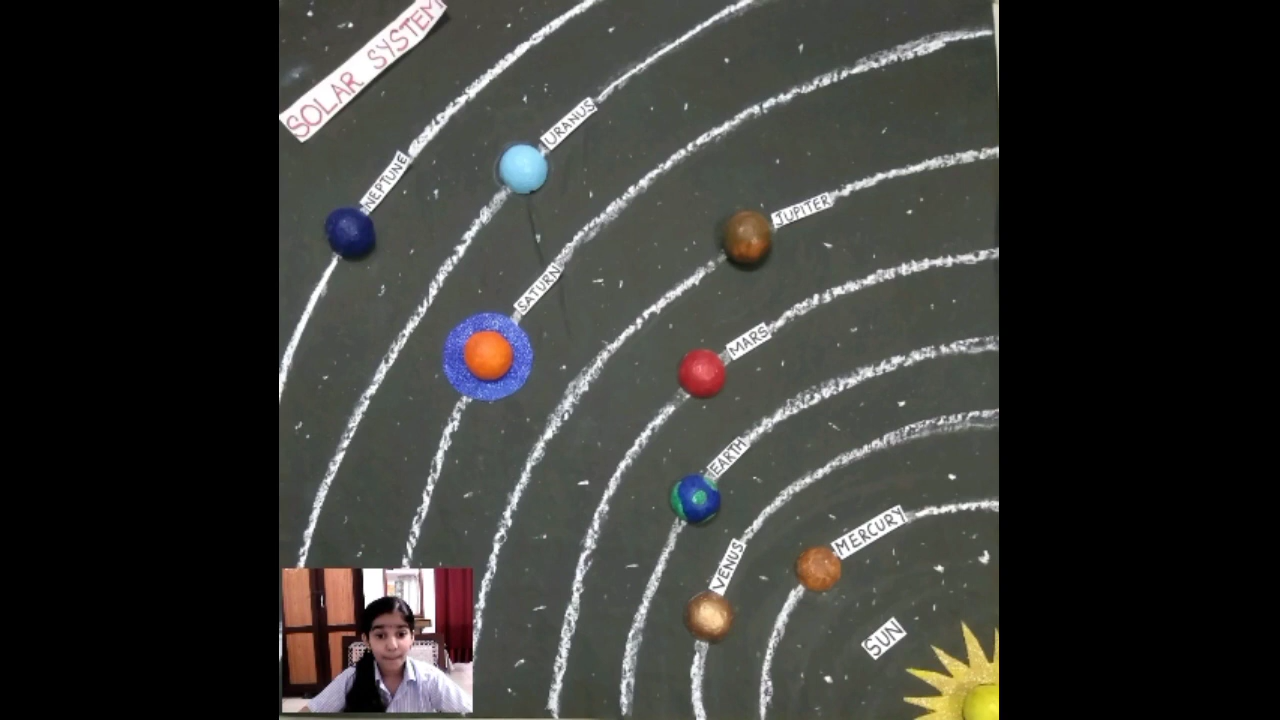 SOLAR SYSTEM
NEPTUNE
URANUS
SATURN
JUPITER
MARS
EARTH
VENUS
MERCURY
SUN